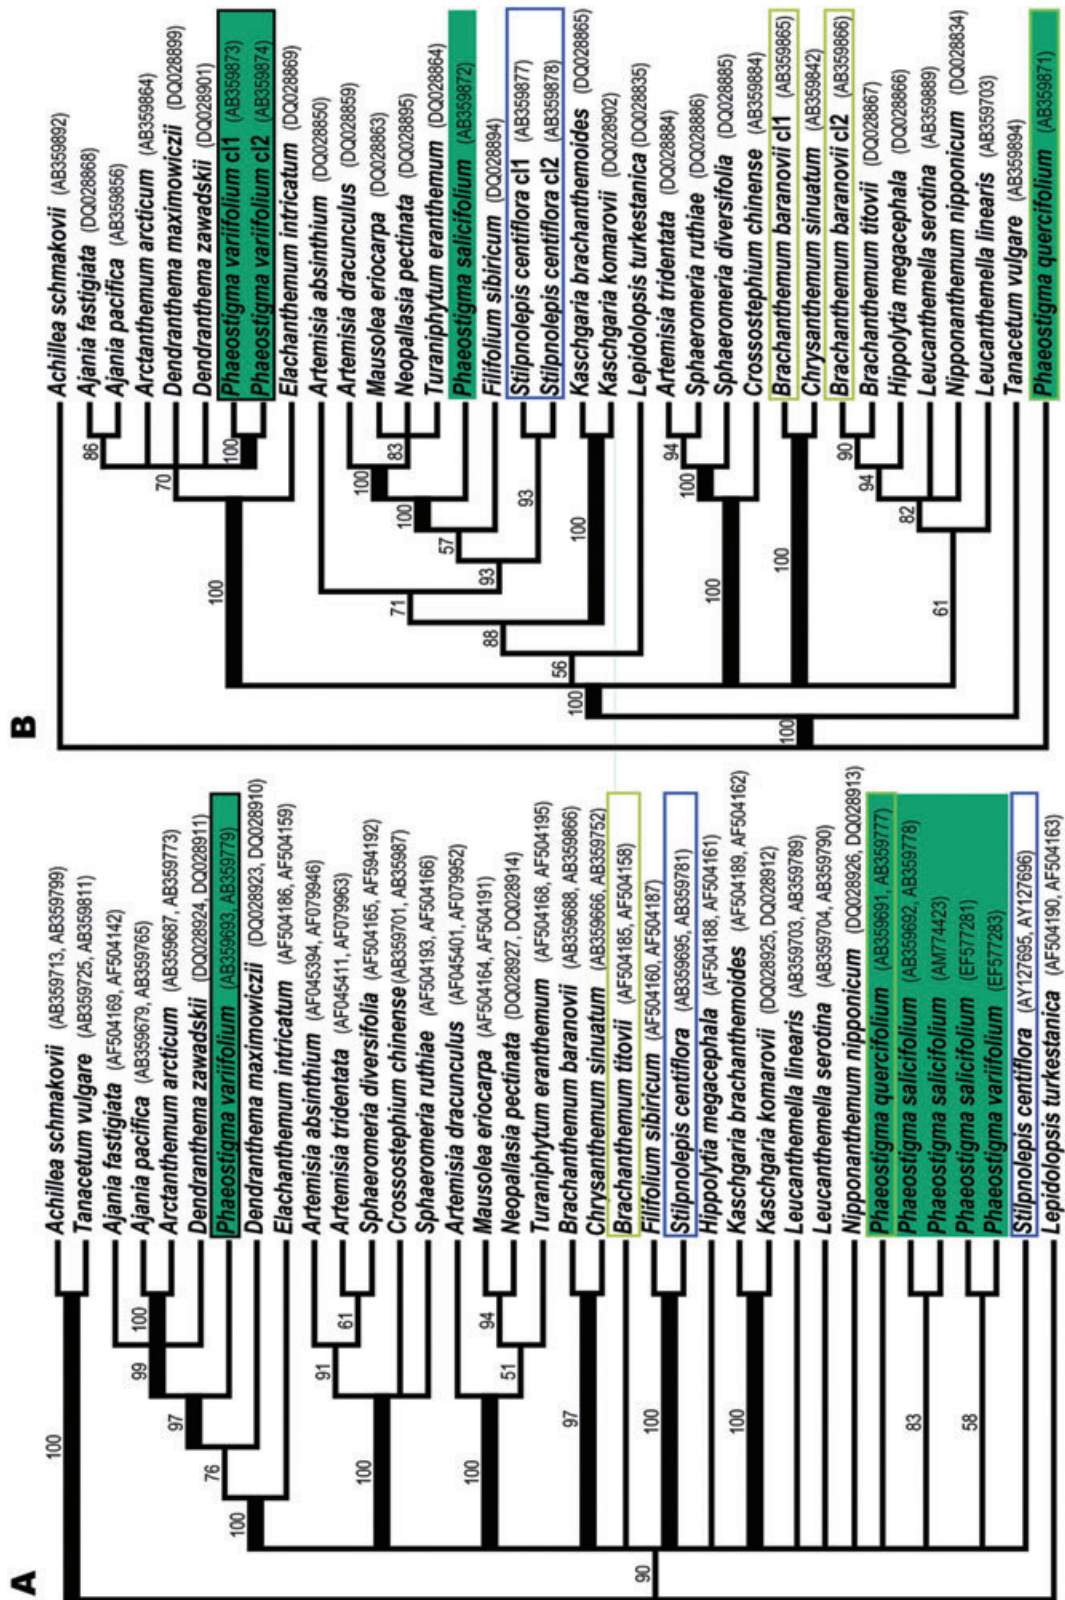 A
Achillea schmakovii (AB359713, AB359799)
Tanacetum vulgare (AB359725, AB359811)
Ajania fastigiata (AF504169, AF504142)
Ajania pacifica (AB359679, AB359765)
Arctanthemum arcticum (AB359687, AB359773)
Dendranthema zawadskii (DQ028924, DQ028911)
Phaeostigma variifolium (AB359693, AB359779)
Dendranthema maximowiczii (DQ028923, DQ028910)
Elachanthemum intricatum (AF504186, AF504159)
Artemisia absinthium (AF045394, AF079946)
Artemisia tridentata (AF045411, AF079963)
Sphaeromeria diversifolia (AF504165, AF594192)
Crossostephium chinense (AB359701, AB35987)
Sphaeromeria ruthiae (AF504193, AF504166)
Artemisia dracunculus (AF045401, AF079952)
Mausolea eriocarpa (AF504164, AF504191)
Neopallasia pectinata (DQ028927, DQ028914)
Turaniphytum eranthemum (AF504168, AF504195)
Brachanthemum baranovii (AB359688, AB359866)
Chrysanthemum sinuatum (AB359666, AB359752)
Brachanthemum titovii (AF504185, AF504158)
Filifolium sibiricum (AF504160, AF504187)
Stilpnolepis centiflora (AB359695, AB359781)
Hippolytia megacephala (AF504188, AF504161)
Kaschgaria brachanthemoides (AF504189, AF504162)
Kaschgaria komarovii (DQ028925, DQ028912)
Leucanthemella linearis (AB359703, AB359789)
Leucanthemella serotina (AB359704, AB359790)
Nipponanthemum nipponicum (DQ028926, DQ028913)
Phaeostigma quercifolium (AB359691, AB359777)
Phaeostigma salicifolium (AB359692, AB359778)
Phaeostigma salicifolium (AM774423)
Phaeostigma salicifolium (EF577281)
Phaeostigma variifolium (EF577283)
Stilpnolepis centiflora (AY127695, AY127696)
Lepidolopsis turkestanica (AF504190, AF504163)
100
100
99
97
76
100
61
91
100
94
51
100
97
100
100
83
58
90
B
Achillea schmakovii (AB359892)
Ajania fastigiata (DQ028868)
Ajania pacifica (AB359856)
Arctanthemum arcticum (AB359864)
Dendranthema maximowiczii (DQ028899)
Dendranthema zawadskii (DQ028901)
Phaeostigma variifolium cl1 (AB359873)
Phaeostigma variifolium cl2 (AB359874)
Elachanthemum intricatum (DQ028869)
Artemisia absinthium (DQ028850)
Artemisia dracunculus (DQ028859)
Mausolea eriocarpa (DQ028863)
Neopallasia pectinata (DQ028895)
Turaniphytum eranthemum (DQ028864)
Phaeostigma salicifolium (AB359872)
Filifolium sibiricum (DQ028894)
Stilpnolepis centiflora cl1 (AB359877)
Stilpnolepis centiflora cl2 (AB359878)
Kaschgaria brachanthemoides (DQ028865)
Kaschgaria komarovii (DQ028902)
Lepidolopsis turkestanica (DQ028835)
Artemisia tridentata (DQ028884)
Sphaeromeria ruthiae (DQ028886)
Sphaeromeria diversifolia (DQ028885)
Crossostephium chinense (AB359884)
Brachanthemum baranovii cl1 (AB359865)
Chrysanthemum sinuatum (AB359842)
Brachanthemum baranovii cl2 (AB359866)
Brachanthemum titovii (DQ028867)
Hippolytia megacephala (DQ028866)
Leucanthemella serotina (AB359889)
Nipponanthemum nipponicum (DQ028834)
Leucanthemella linearis (AB359703)
Tanacetum vulgare (AB359894)
Phaeostigma quercifolium (AB359871)
86
70
100
100
100
83
100
57
93
93
71
100
88
56
94
100
100
100
90
94
82
61
100
100